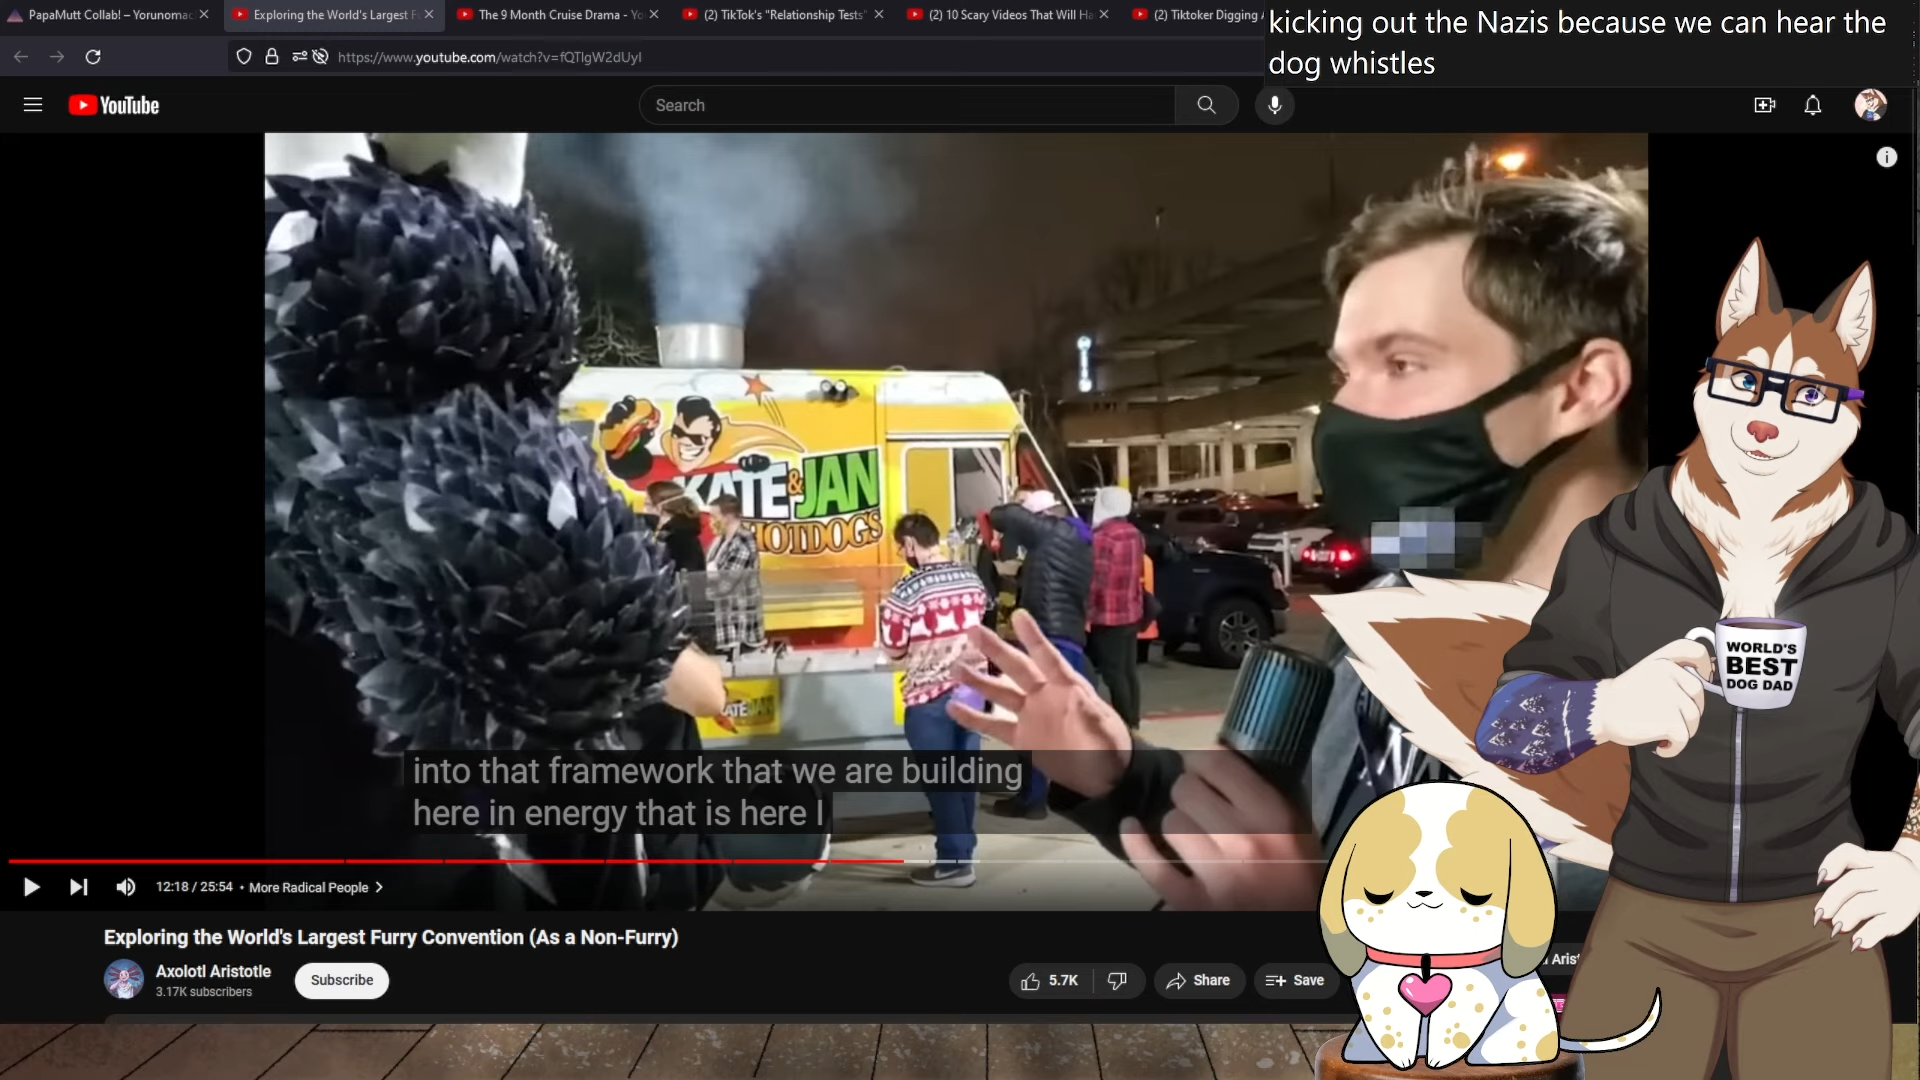 PapaMutt Collab! – Yorunomac
Exploring the World's Largest F
The 9 Month Cruise Drama - Yo
(2) TikTok's "Relationship Tests"
(2) 10 Scary Videos That Will Ha
(2) Tiktoker Digging
kicking out the Nazis because we can hear the
dog whistles
https://www.youtube.com/watch?v=fQTlgW2dUyI
YouTube
Search
KATE & JAN
HOTDOGS
KATE&JAN
WORLD'S
BEST
DOG DAD
into that framework that we are building
here in energy that is here I
12:18 / 25:54 • More Radical People
Exploring the World's Largest Furry Convention (As a Non-Furry)
Axolotl Aristotle
3.17K subscribers
Subscribe
5.7K
Share
Save